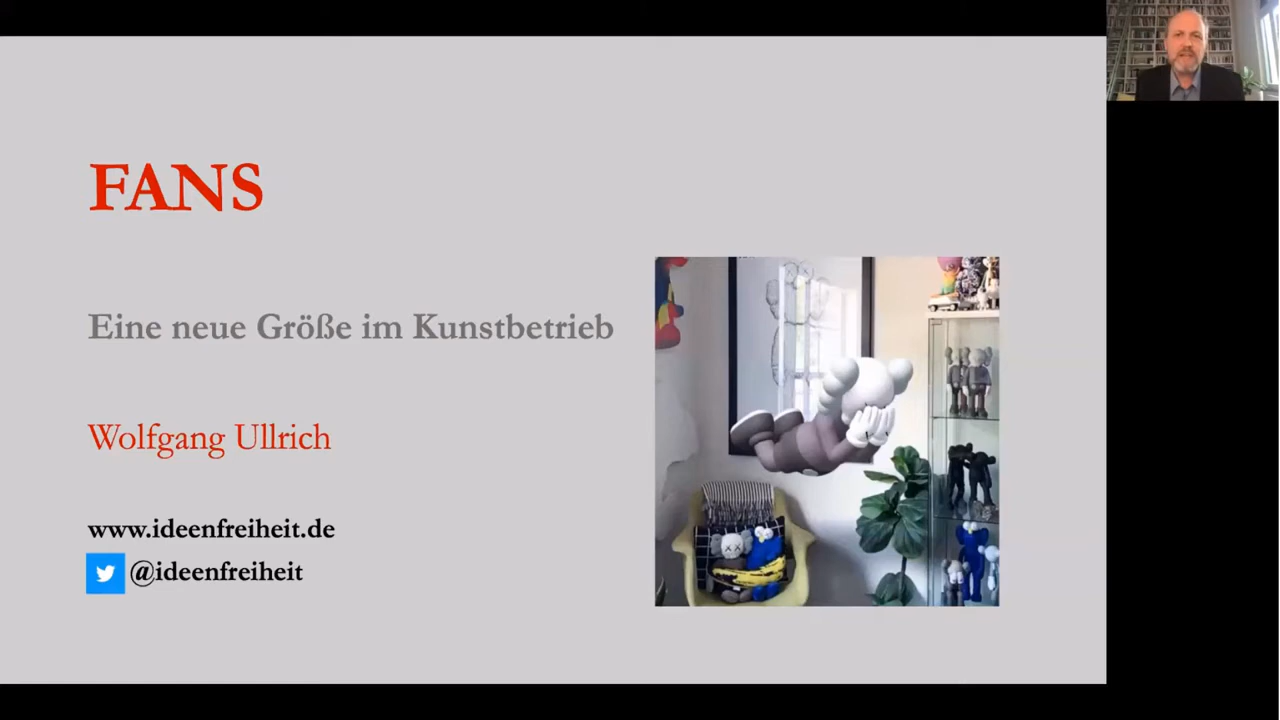 FANS
Eine neue Größe im Kunstbetrieb
Wolfgang Ullrich
www.ideenfreiheit.de
@ideenfreiheit